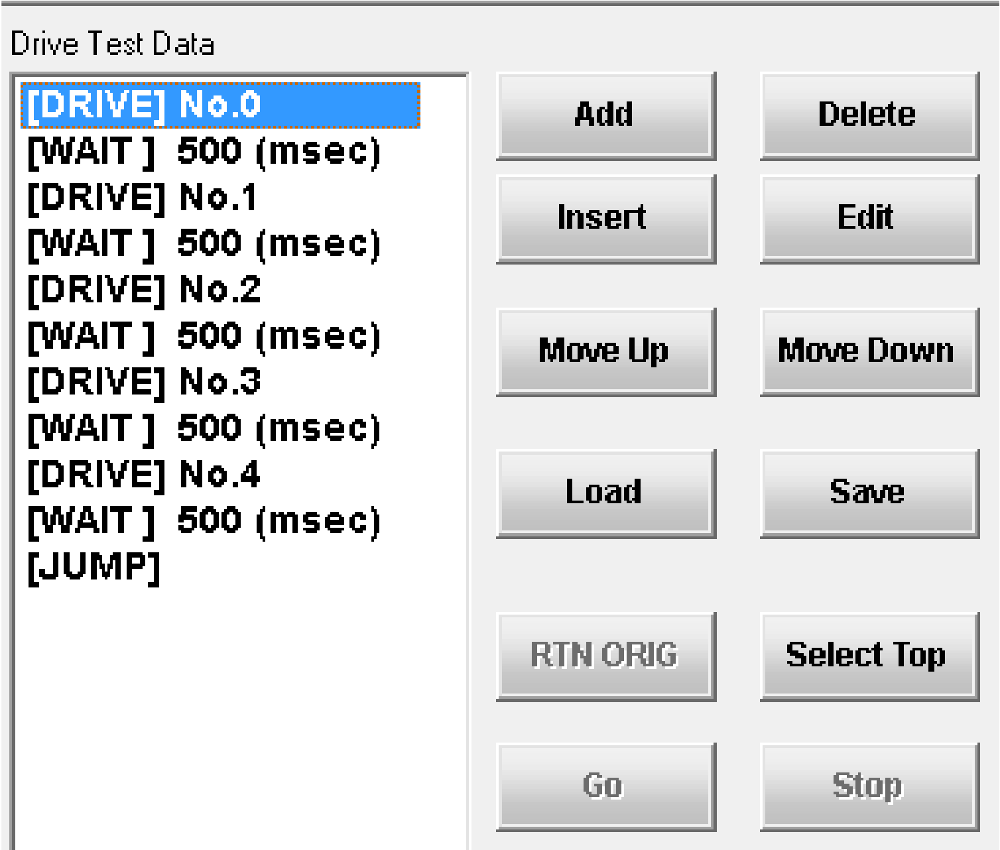 Drive Test Data
[DRIVE] No.0
[WAIT ]  500 (msec)
[DRIVE] No.1
[WAIT ]  500 (msec)
[DRIVE] No.2
[WAIT ]  500 (msec)
[DRIVE] No.3
[WAIT ]  500 (msec)
[DRIVE] No.4
[WAIT ]  500 (msec)
[JUMP]
Add
Delete
Insert
Edit
Move Up
Move Down
Load
Save
RTN ORIG
Select Top
Go
Stop